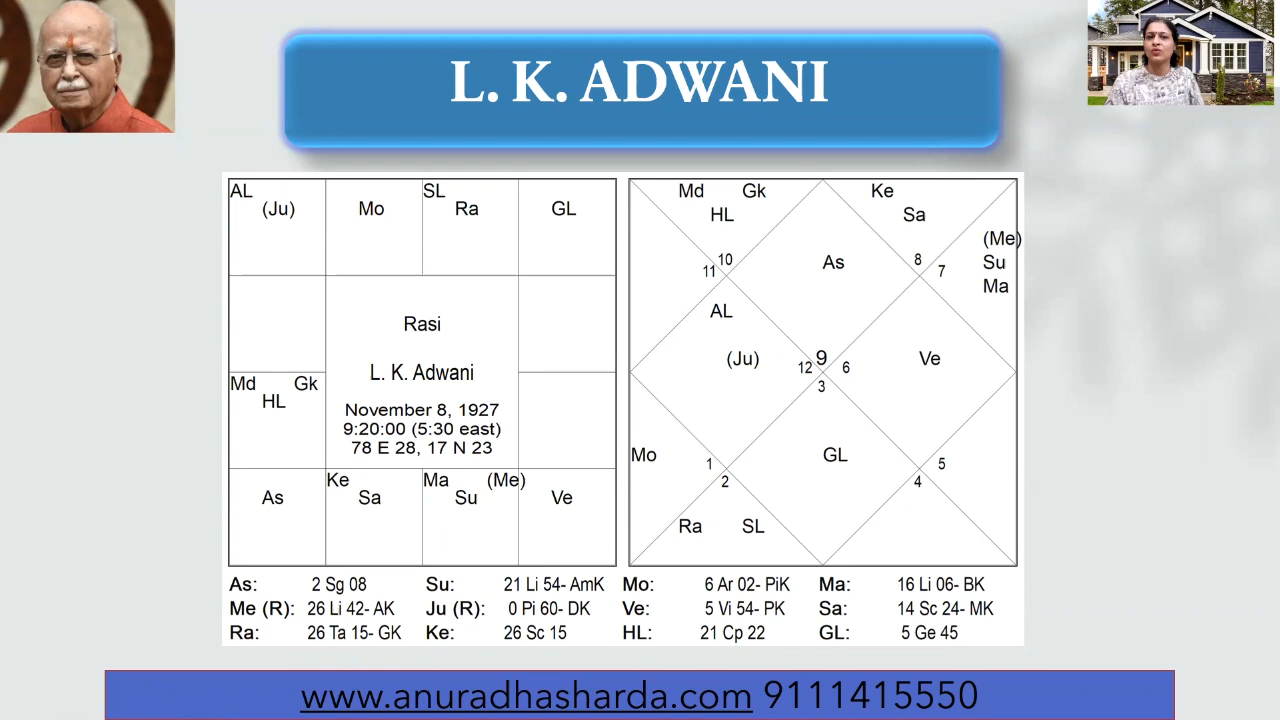 L. K. ADWANI
AL
(Ju)
Mo
SL
Ra
GL
Rasi
L. K. Adwani
November 8, 1927
9:20:00 (5:30 east)
78 E 28, 17 N 23
Md Gk
HL
As
Ke
Sa
Ma (Me)
Su
Ve
Md Gk
HL
Ke
Sa
(Me)
Su
Ma
As
10
11
8
7
AL
(Ju)
12
9
6
3
Ve
Mo
1
2
GL
5
4
Ra SL
As: 2 Sg 08 Su: 21 Li 54- AmK Mo: 6 Ar 02- PiK Ma: 16 Li 06- BK
Me (R): 26 Li 42- AK Ju (R): 0 Pi 60- DK Ve: 5 Vi 54- PK Sa: 14 Sc 24- MK
Ra: 26 Ta 15- GK Ke: 26 Sc 15 HL: 21 Cp 22 GL: 5 Ge 45
www.anuradhasharda.com 9111415550